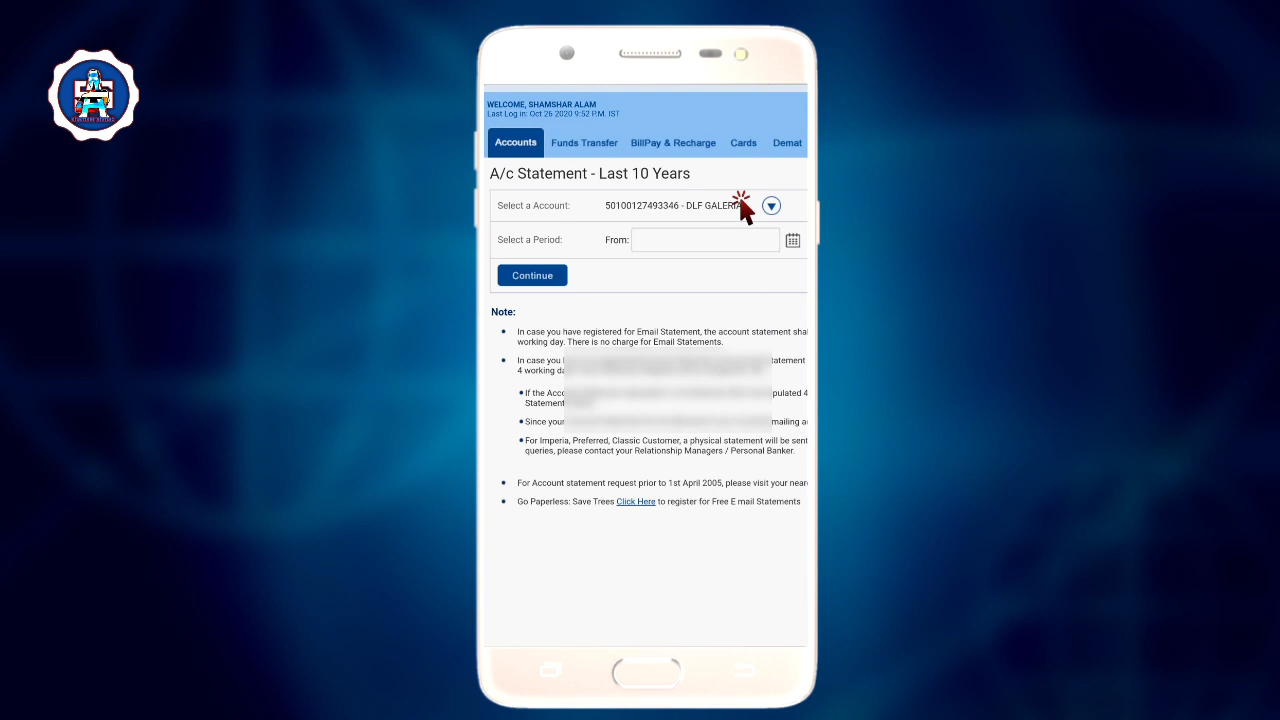 WELCOME, SHAMSHAR ALAM
Last Log in: Oct 26 2020 9:52 P.M. IST
Accounts Funds Transfer BillPay & Recharge Cards Demat
A/c Statement - Last 10 Years
Select a Account: 50100127493346 - DLF GALERIA
Select a Period: From:
Continue
Note:
In case you have registered for Email Statement, the account statement shal
working day. There is no charge for Email Statements.
In case you tatement
4 working da
If the Acco pulated 4
Statement
Since your mailing a
For Imperia, Preferred, Classic Customer, a physical statement will be sent
queries, please contact your Relationship Managers / Personal Banker.
For Account statement request prior to 1st April 2005, please visit your near
Go Paperless: Save Trees Click Here to register for Free E mail Statements